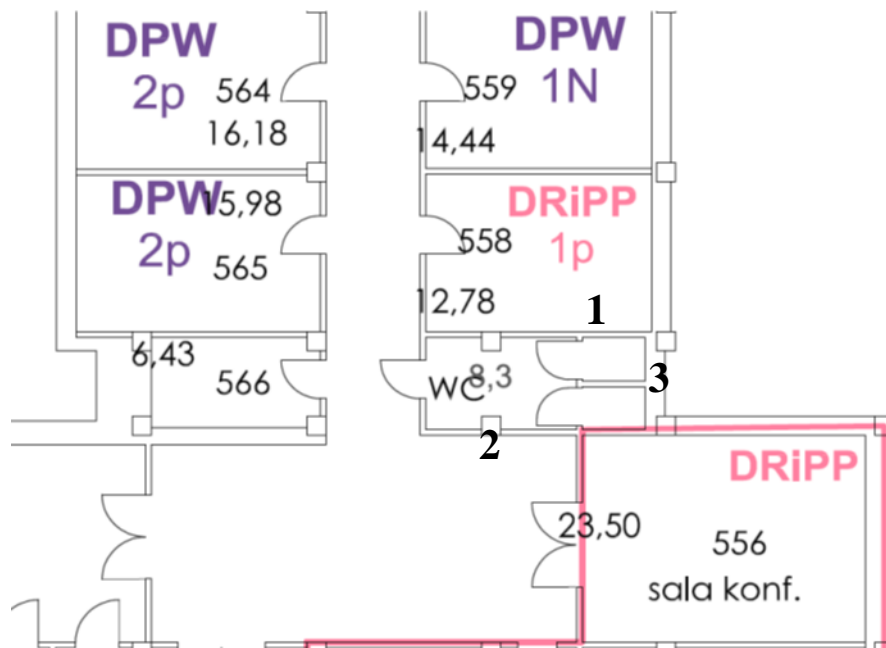 DPW
2p
564
16,18
DPW
1N
559
14,44
DPW
2p
15,98
565
DRiPP
1p
558
12,78
1
6,43
566
WC
8,3
3
2
DRiPP
23,50
556
sala konf.